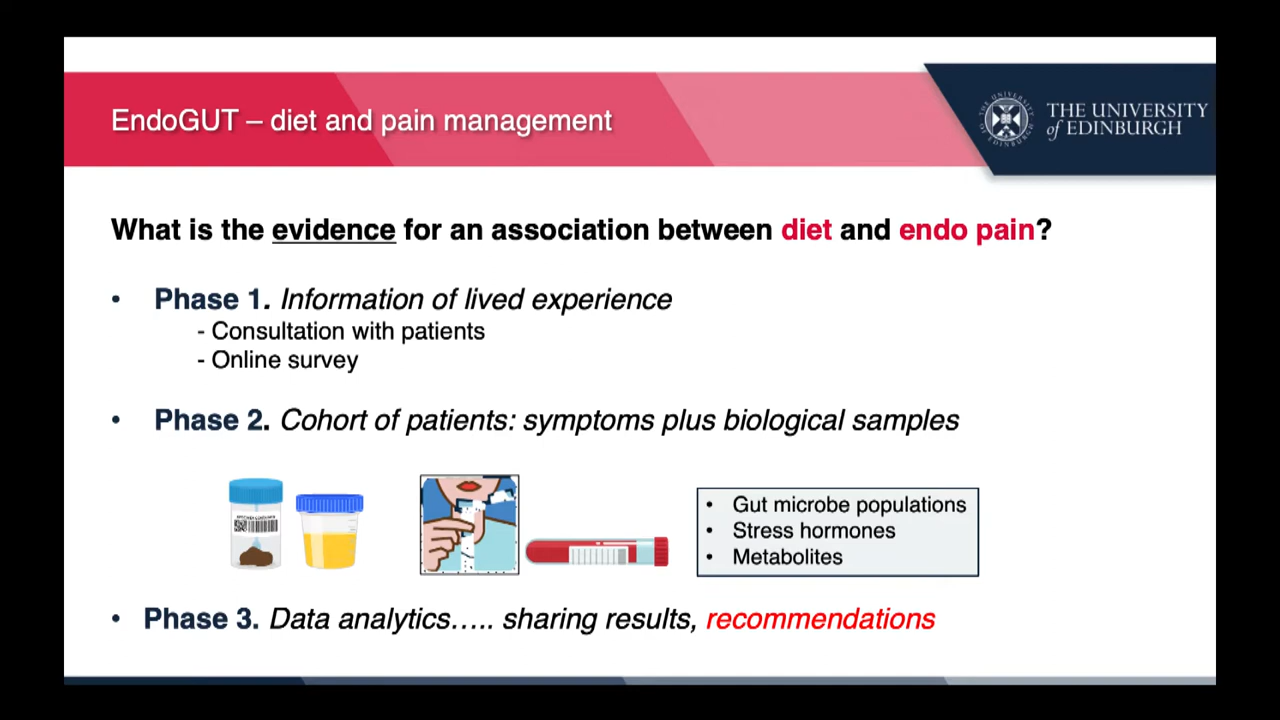 EndoGUT – diet and pain management
THE UNIVERSITY
of EDINBURGH
What is the evidence for an association between diet and endo pain?
• Phase 1. Information of lived experience
- Consultation with patients
- Online survey
• Phase 2. Cohort of patients: symptoms plus biological samples
• Gut microbe populations
• Stress hormones
• Metabolites
• Phase 3. Data analytics….. sharing results, recommendations